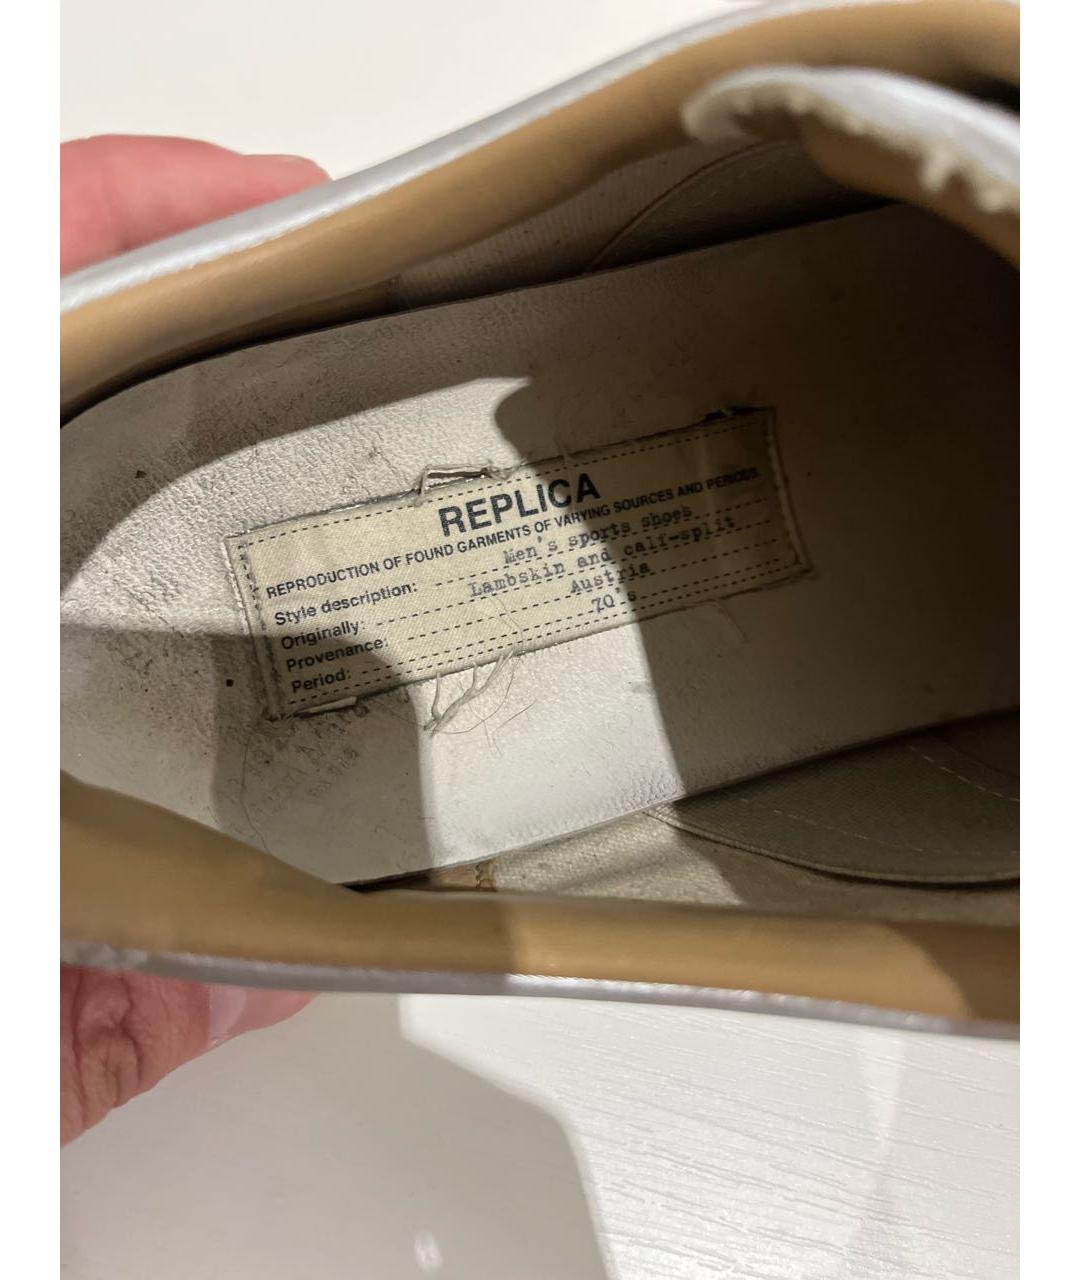 REPLICA
REPRODUCTION OF FOUND GARMENTS OF VARYING SOURCES AND PERIODS
Style description: Men's sports shoes
Originally: Lambskin and calf-split
Provenance: Austria
Period: 70's